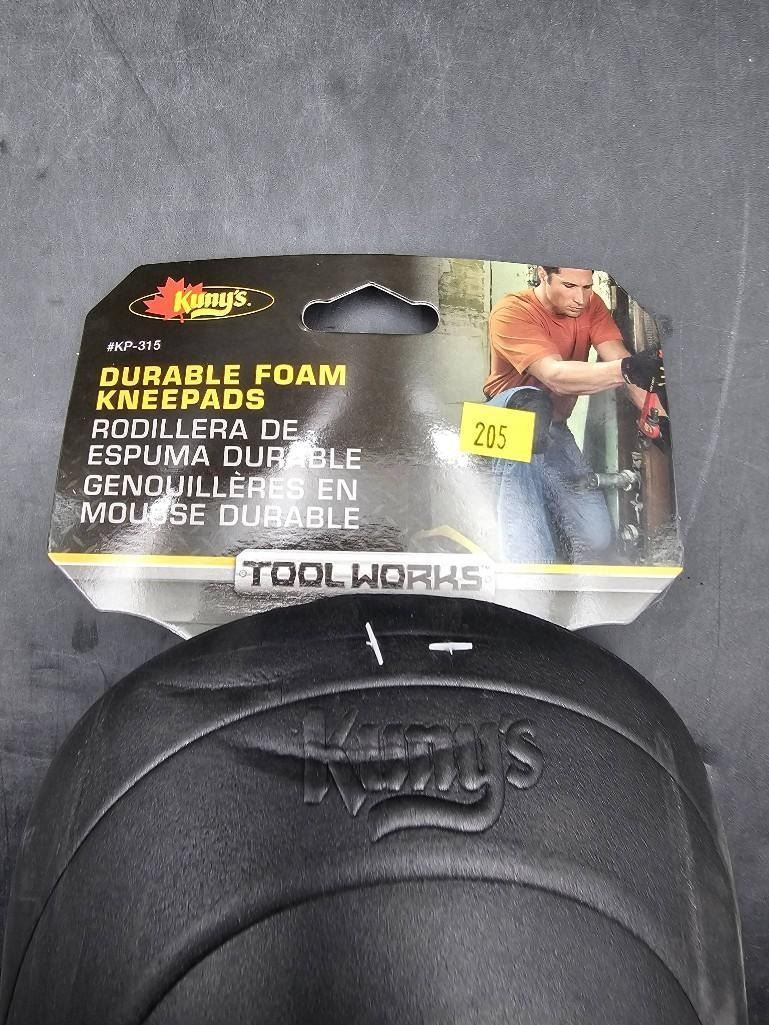 Kuny's.
#KP-315
DURABLE FOAM
KNEEPADS
RODILLERA DE
ESPUMA DURABLE
GENOUILLÈRES EN
MOUSSE DURABLE
205
TOOLWORKS
Kuny's